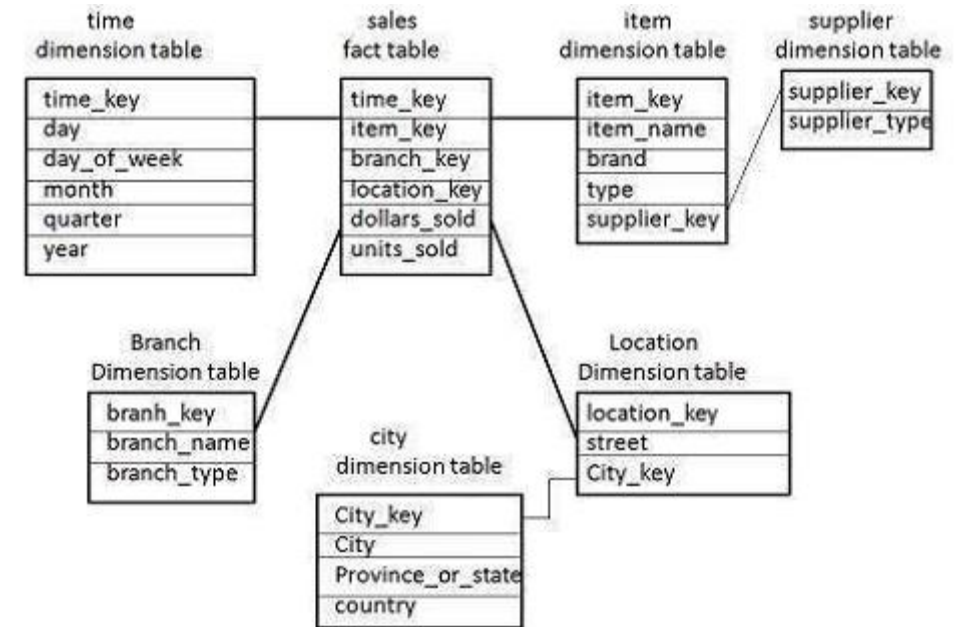 time
dimension table
time_key
day
day_of_week
month
quarter
year
sales
fact table
time_key
item_key
branch_key
location_key
dollars_sold
units_sold
item
dimension table
item_key
item_name
brand
type
supplier_key
supplier
dimension table
supplier_key
supplier_type
Branch
Dimension table
branh_key
branch_name
branch_type
city
dimension table
City_key
City
Province_or_state
country
Location
Dimension table
location_key
street
City_key